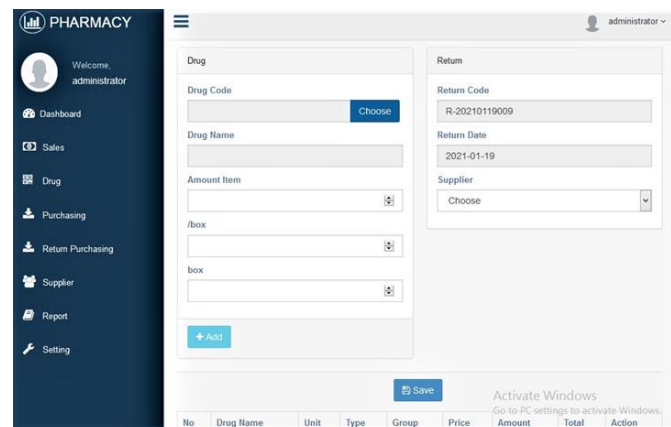 PHARMACY
administrator
Welcome,
administrator
Dashboard
Sales
Drug
Purchasing
Return Purchasing
Supplier
Report
Setting
Drug
Drug Code
Choose
Drug Name
Amount Item
/box
box
+ Add
Return
Return Code
R-20210119009
Return Date
2021-01-19
Supplier
Choose
Save
Activate Windows
Go to PC settings to activate Windows.
No Drug Name Unit Type Group Price Amount Total Action